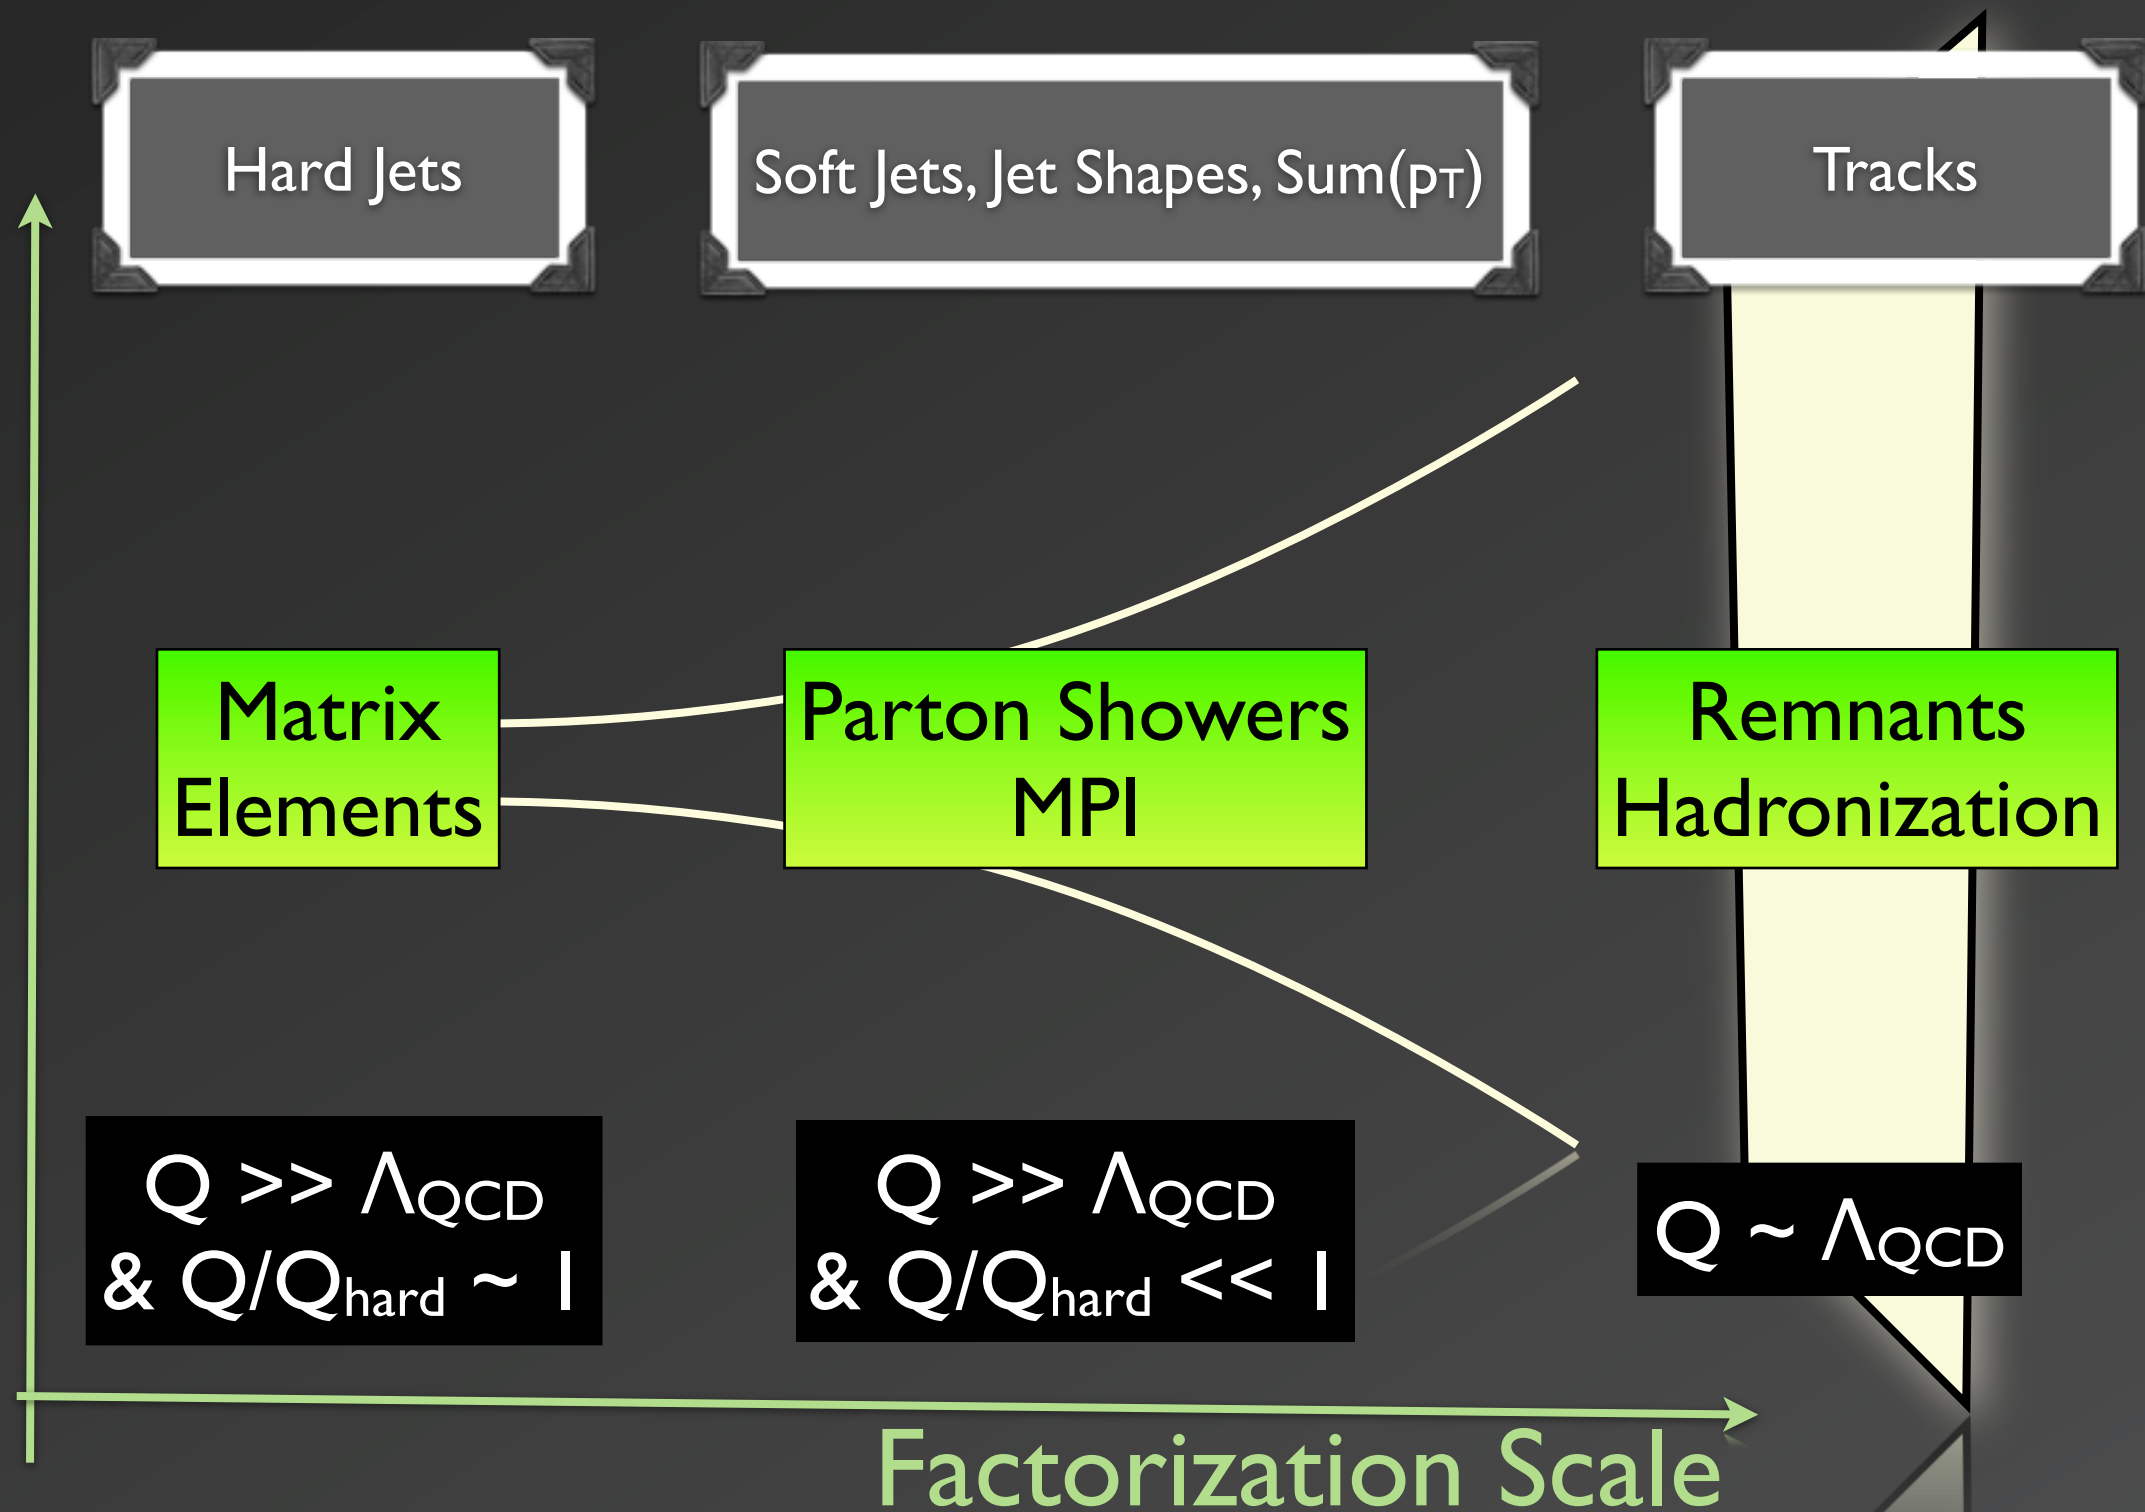 Hard Jets
Soft Jets, Jet Shapes, Sum(pT)
Tracks
Matrix
Elements
Parton Showers
MPI
Remnants
Hadronization
Q >> ΛQCD
& Q/Qhard ~ 1
Q >> ΛQCD
& Q/Qhard << 1
Q ~ ΛQCD
Factorization Scale